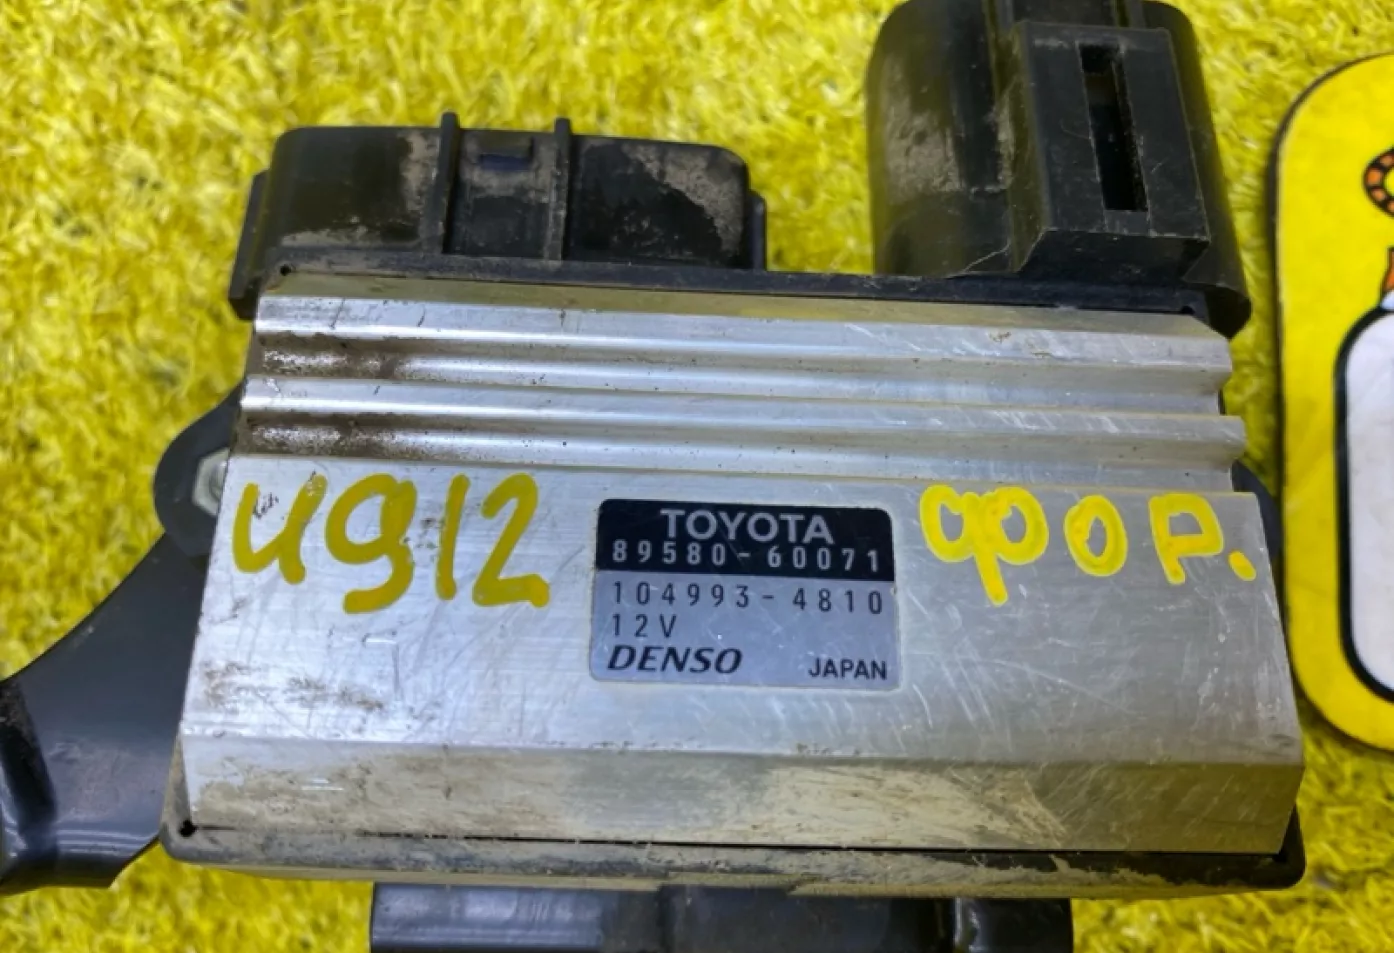 U912
TOYOTA
89580-60071
104993-4810
12V
DENSO JAPAN
фор.